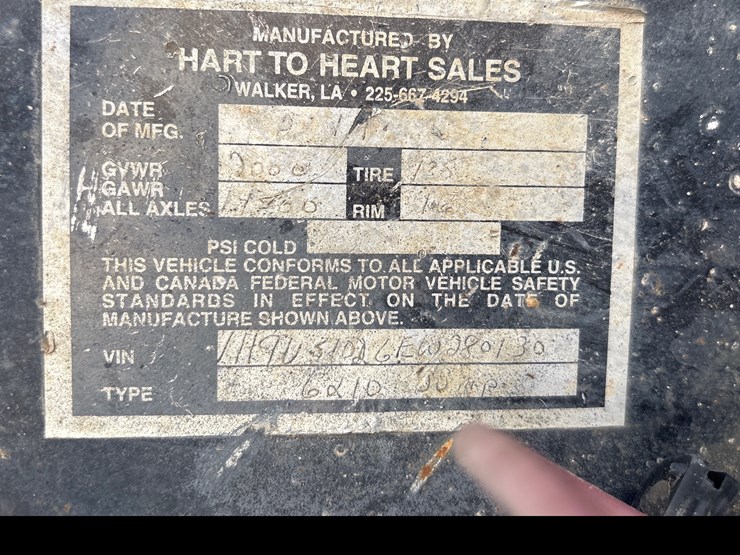 MANUFACTURED BY
HART TO HEART SALES
WALKER, LA • 225-667-4294
DATE
OF MFG.
GVWR
GAWR
ALL AXLES
TIRE
RIM
PSI COLD
THIS VEHICLE CONFORMS TO ALL APPLICABLE U.S.
AND CANADA FEDERAL MOTOR VEHICLE SAFETY
STANDARDS IN EFFECT ON THE DATE OF
MANUFACTURE SHOWN ABOVE.
VIN
TYPE 6210